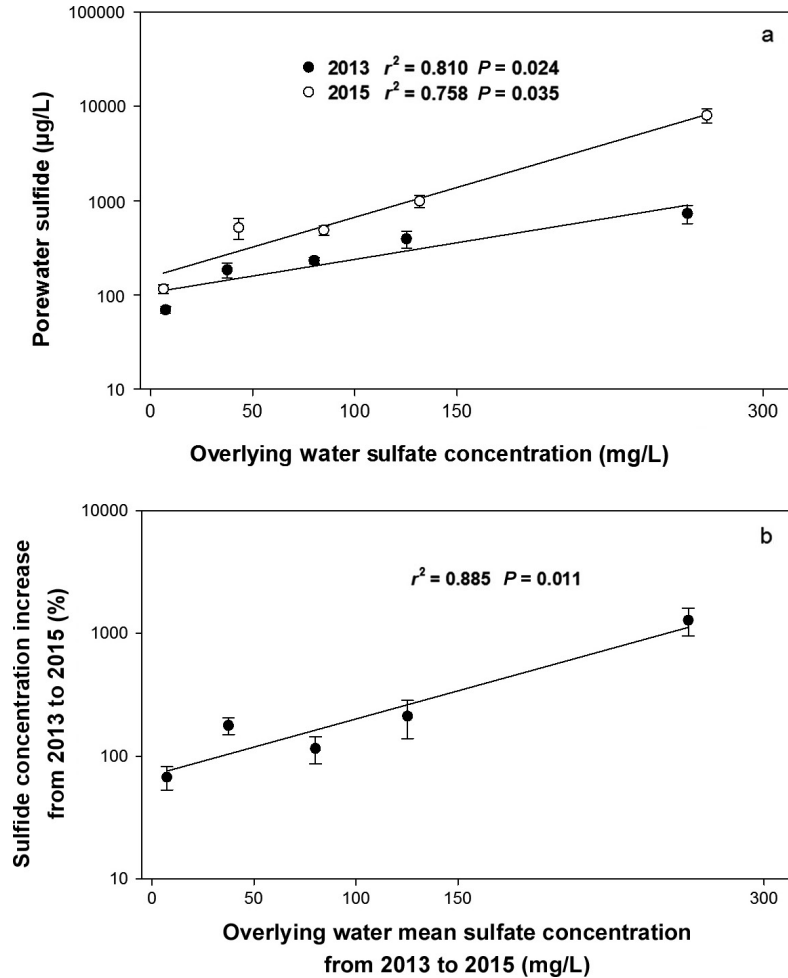 a
100000
10000
1000
100
10
Porewater sulfide (µg/L)
2013 r² = 0.810 P = 0.024
2015 r² = 0.758 P = 0.035
0 50 100 150 300
Overlying water sulfate concentration (mg/L)
b
10000
1000
100
10
Sulfide concentration increase
from 2013 to 2015 (%)
r² = 0.885 P = 0.011
0 50 100 150 300
Overlying water mean sulfate concentration
from 2013 to 2015 (mg/L)